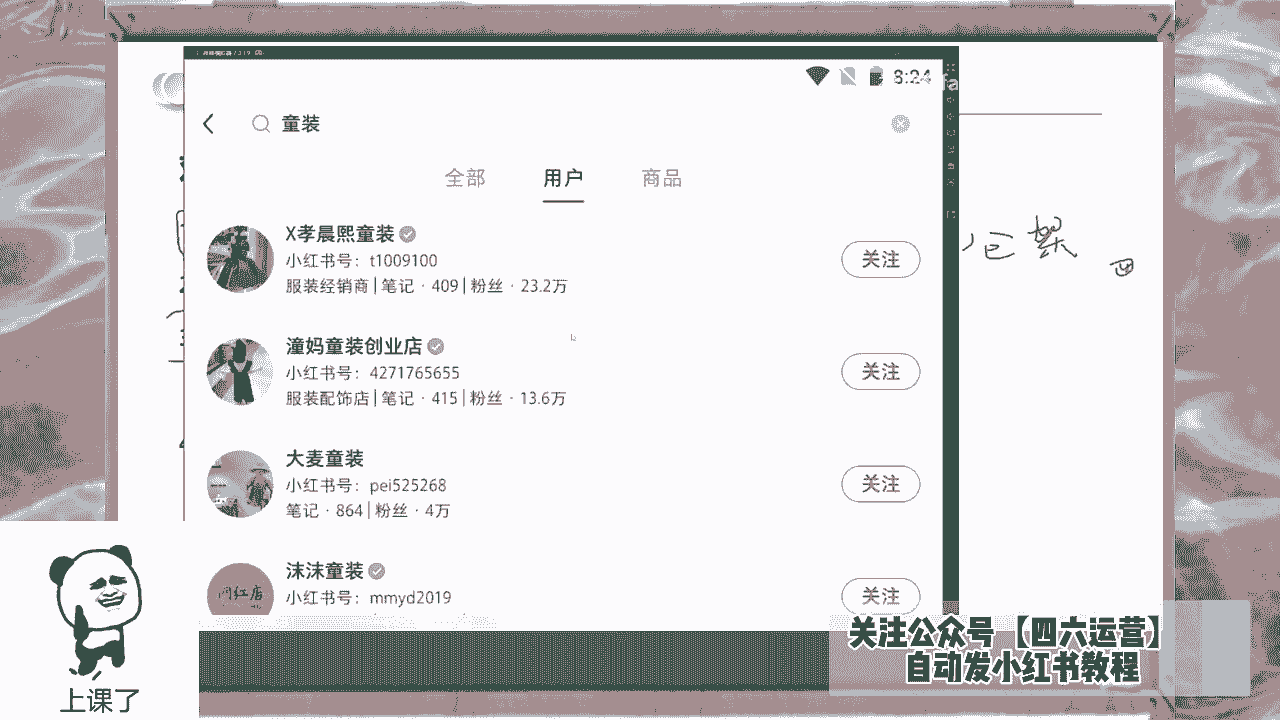 8:24
童装
全部 用户 商品
X孝晨熙童装
小红书号：t1009100
服装经销商|笔记·409|粉丝·23.2万
关注
潼妈童装创业店
小红书号：4271765655
服装配饰店|笔记·415|粉丝·13.6万
关注
大麦童装
小红书号：pei525268
笔记·864|粉丝·4万
关注
沫沫童装
小红书号：mmyd2019
关注
关注公众号【四六运营】
自动发小红书教程
上课了